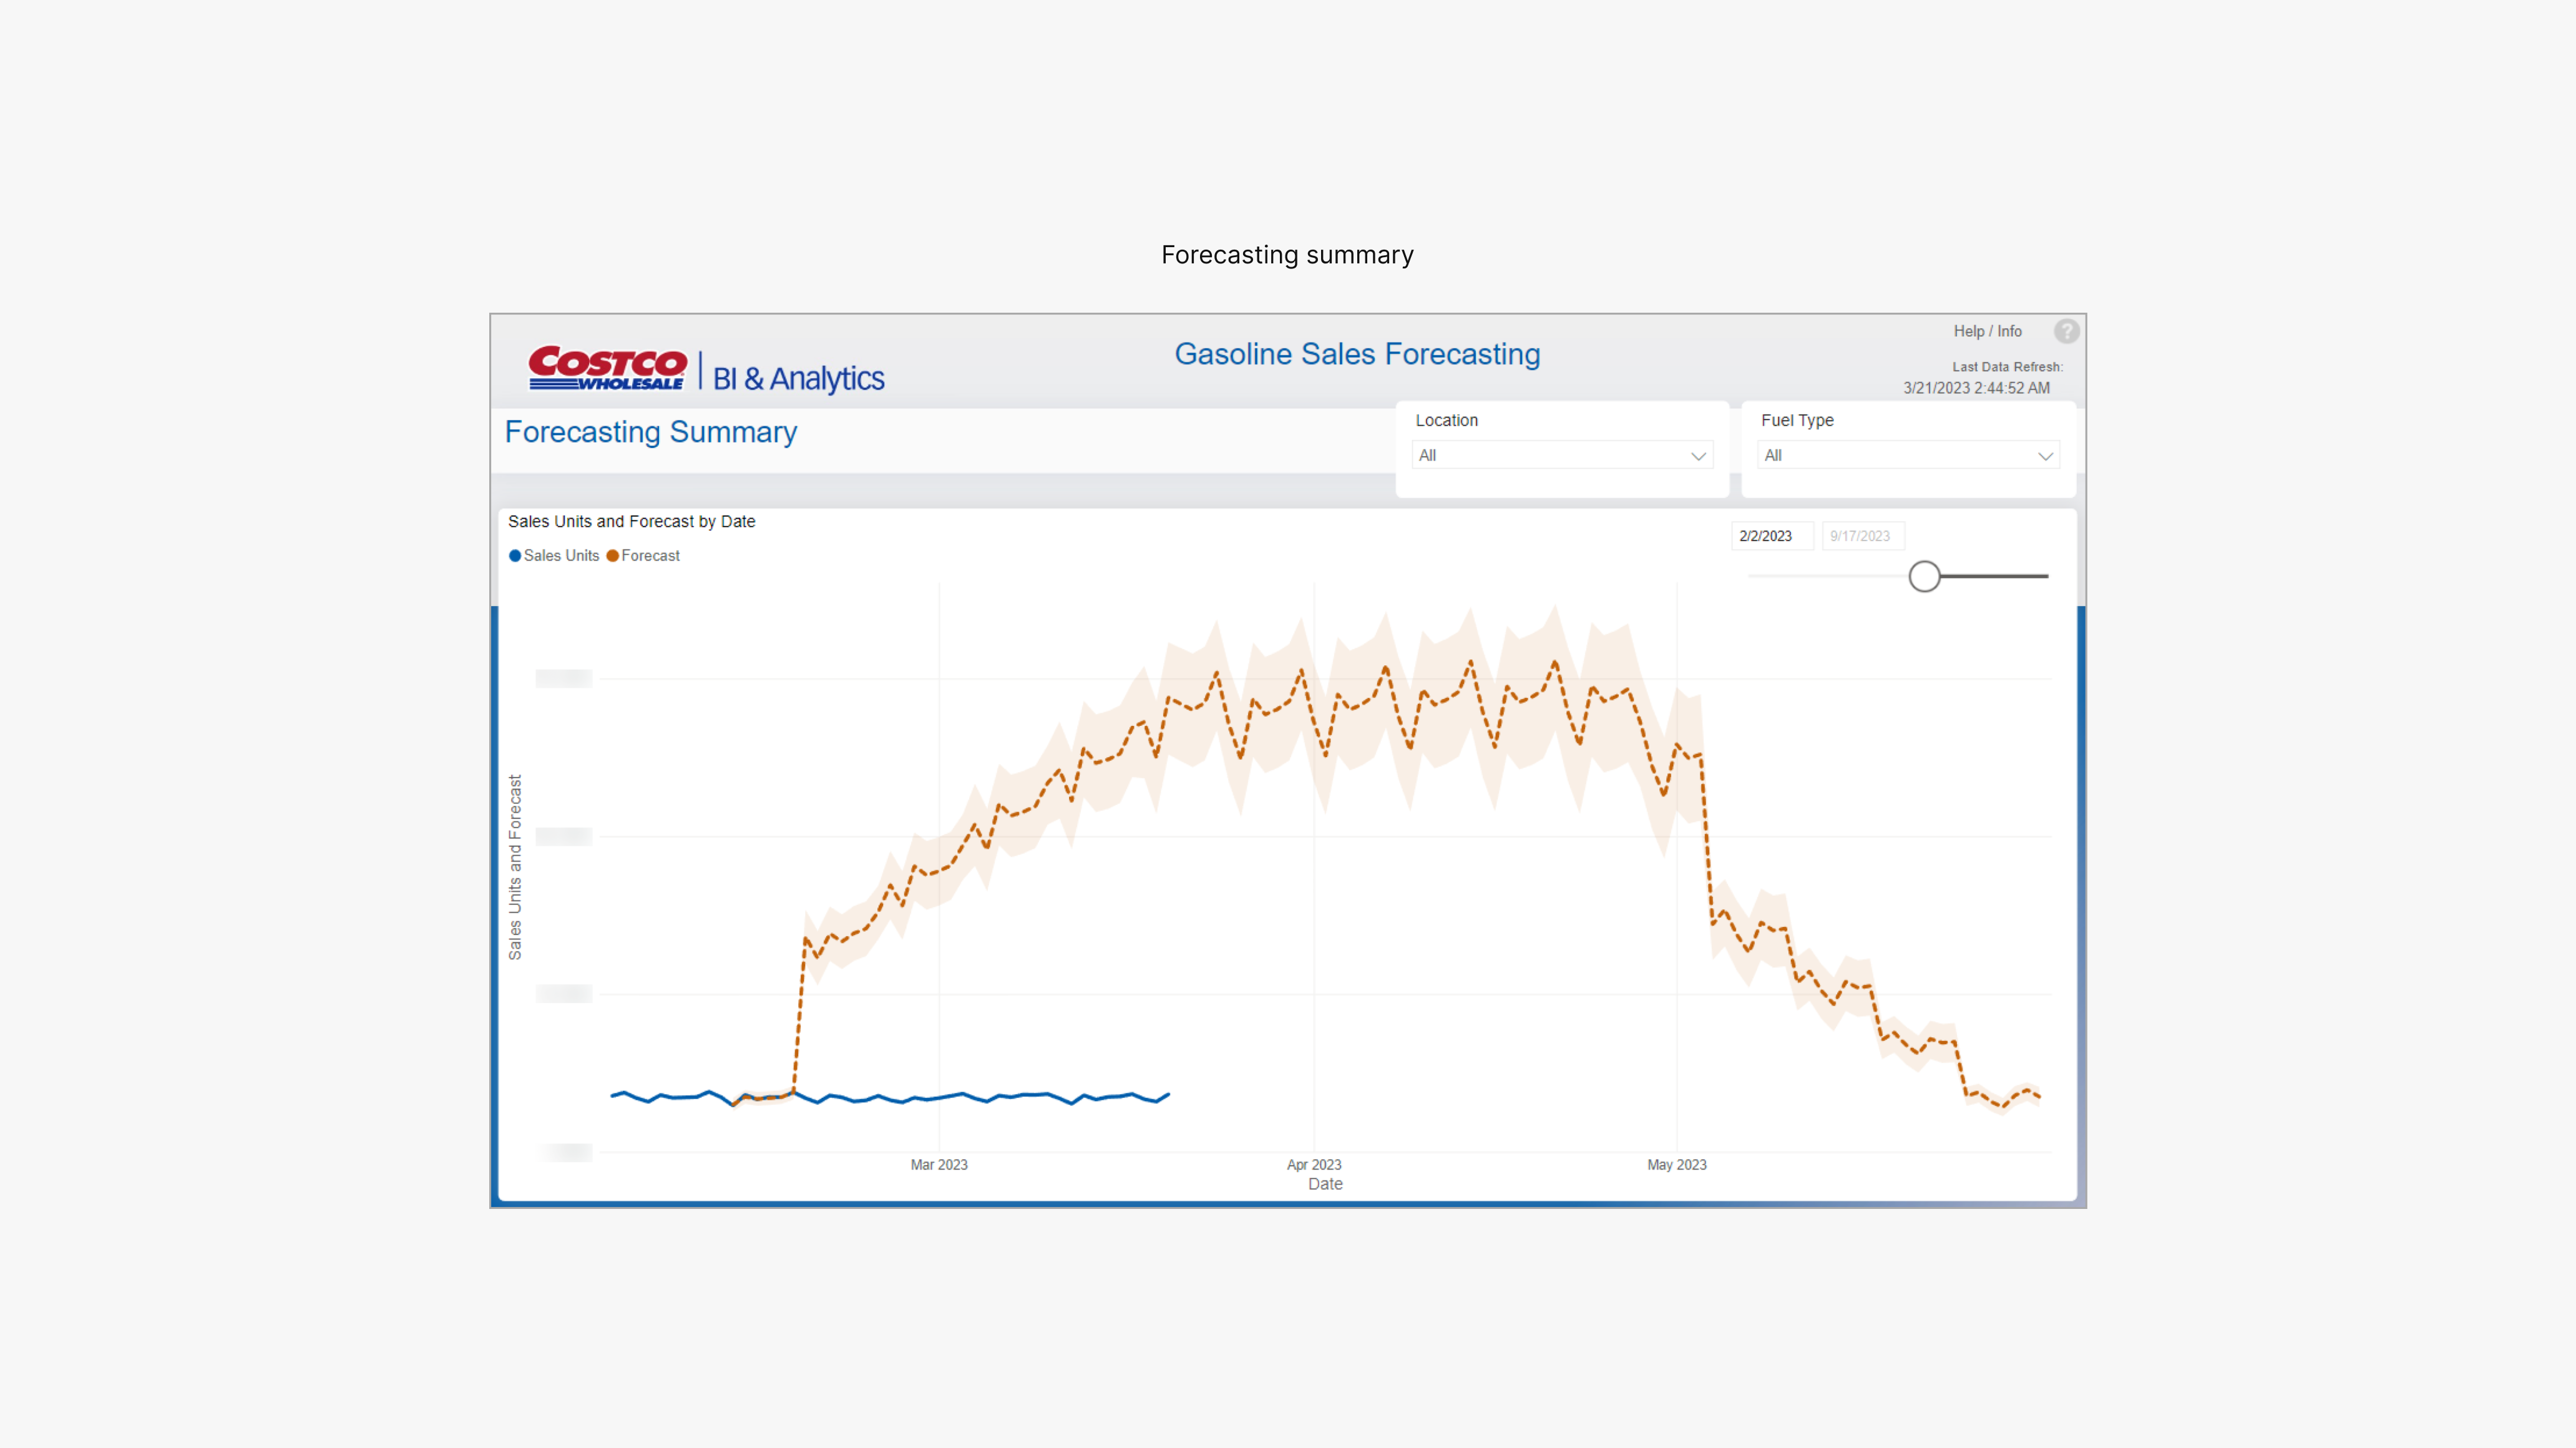 Forecasting summary
COSTCO
WHOLESALE
BI & Analytics
Gasoline Sales Forecasting
Help / Info
?
Last Data Refresh:
3/21/2023 2:44:52 AM
Forecasting Summary
Location
All
Fuel Type
All
Sales Units and Forecast by Date
Sales Units
Forecast
2/2/2023
9/17/2023
Sales Units and Forecast
Mar 2023
Apr 2023
May 2023
Date